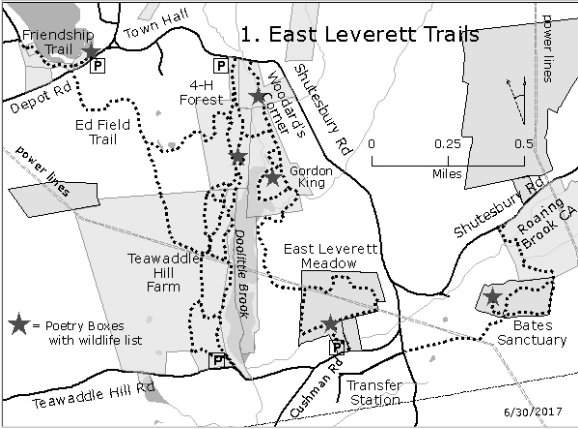 1. East Leverett Trails
Town Hall
Friendship
Trail
P
P
Depot Rd
4-H
Forest
Woodard's
Corner
Shutesbury Rd
power lines
Ed Field
Trail
Gordon
King
0
0.25
0.5
Miles
power lines
Shutesbury Rd
Roaring
Brook CA
Teawaddle
Hill
Farm
Doolittle Brook
East Leverett
Meadow
= Poetry Boxes
with wildlife list
Bates
Sanctuary
P
P
Teawaddle Hill Rd
Cushman Rd
Transfer
Station
6/30/2017